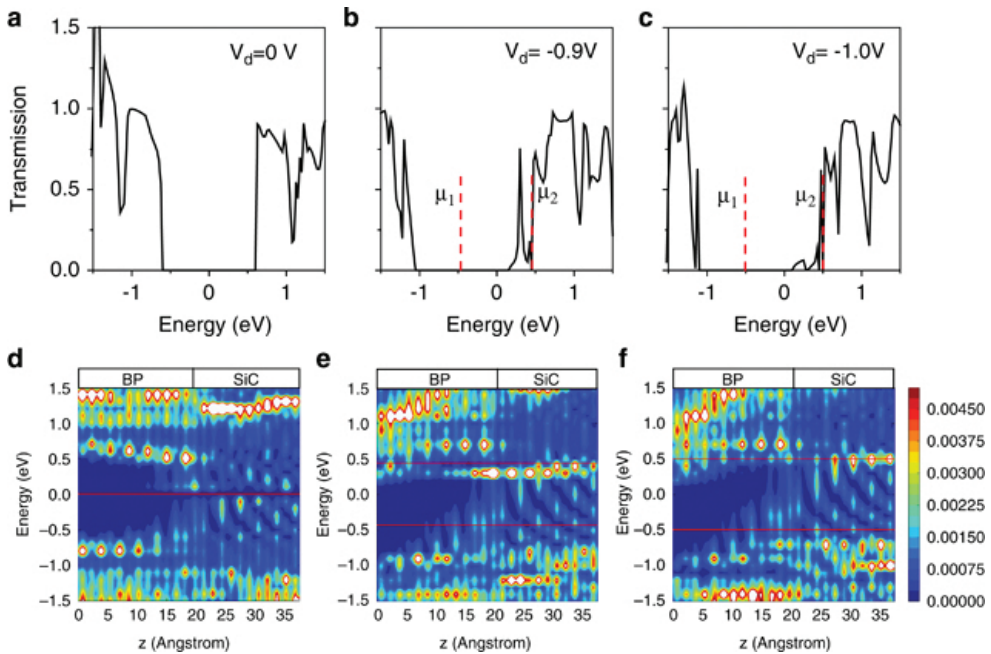 a
b
c
1.5
1.0
0.5
0.0
Transmission
V_d=0 V
V_d= -0.9V
V_d= -1.0V
μ_1
μ_2
μ_1
μ_2
-1 0 1
-1 0 1
-1 0 1
Energy (eV)
Energy (eV)
Energy (eV)
d
e
f
BP SiC
BP SiC
BP SiC
1.5
1.0
0.5
0.0
−0.5
−1.0
−1.5
Energy (eV)
1.5
1.0
0.5
0.0
−0.5
−1.0
−1.5
Energy (eV)
1.5
1.0
0.5
0.0
−0.5
−1.0
−1.5
Energy (eV)
0 5 10 15 20 25 30 35
0 5 10 15 20 25 30 35
0 5 10 15 20 25 30 35
z (Angstrom)
z (Angstrom)
z (Angstrom)
0.00450
0.00375
0.00300
0.00225
0.00150
0.00075
0.00000